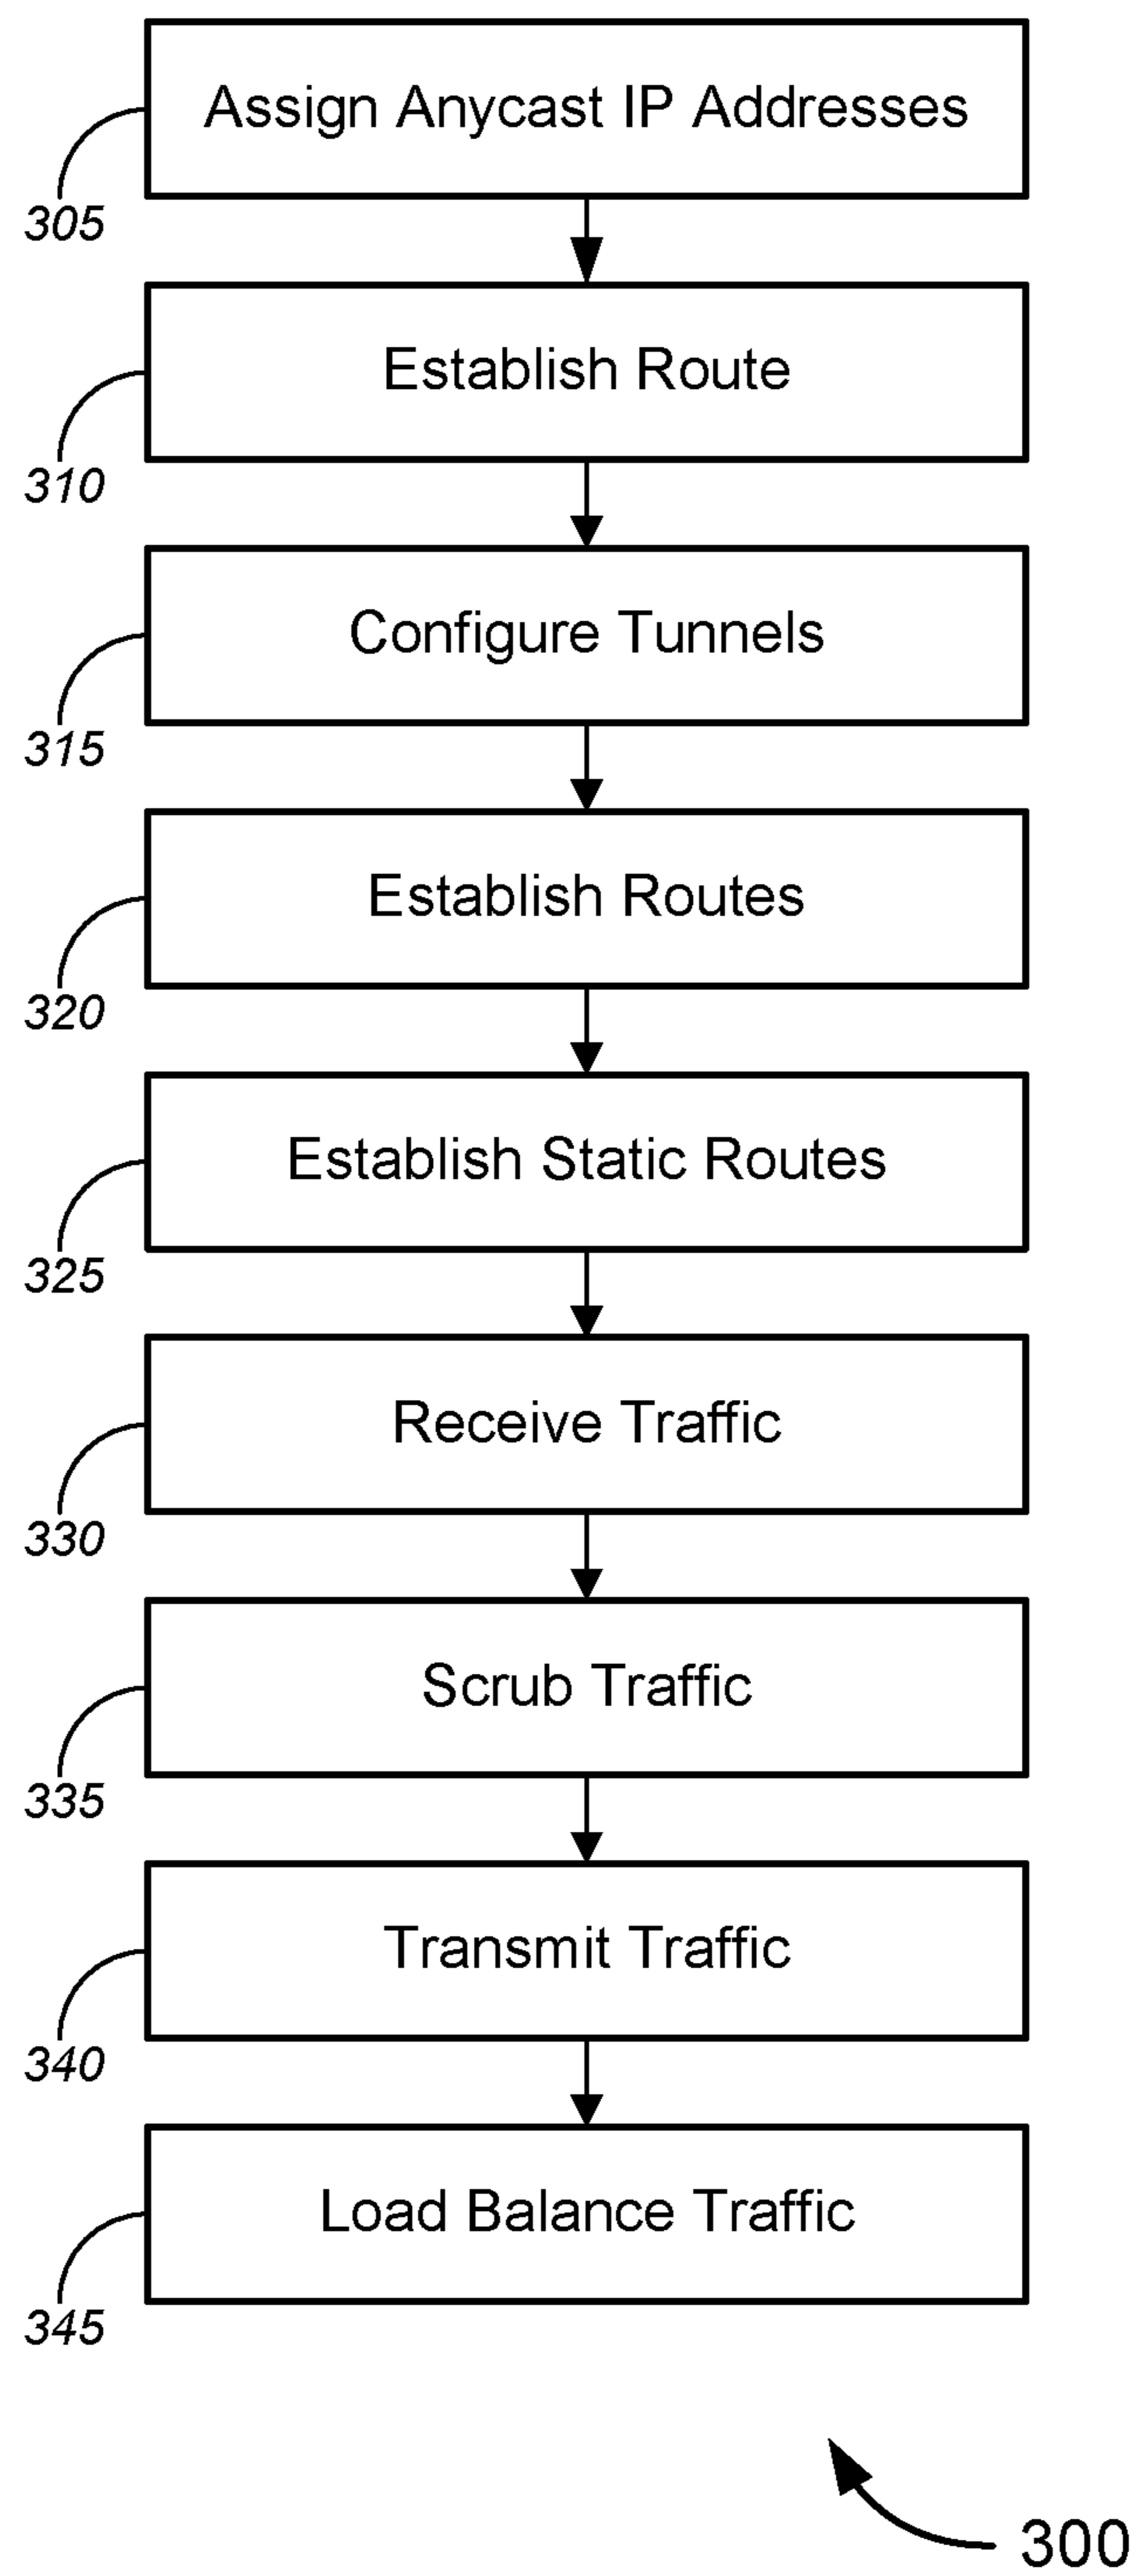 Assign Anycast IP Addresses
305
Establish Route
310
Configure Tunnels
315
Establish Routes
320
Establish Static Routes
325
Receive Traffic
330
Scrub Traffic
335
Transmit Traffic
340
Load Balance Traffic
345
300